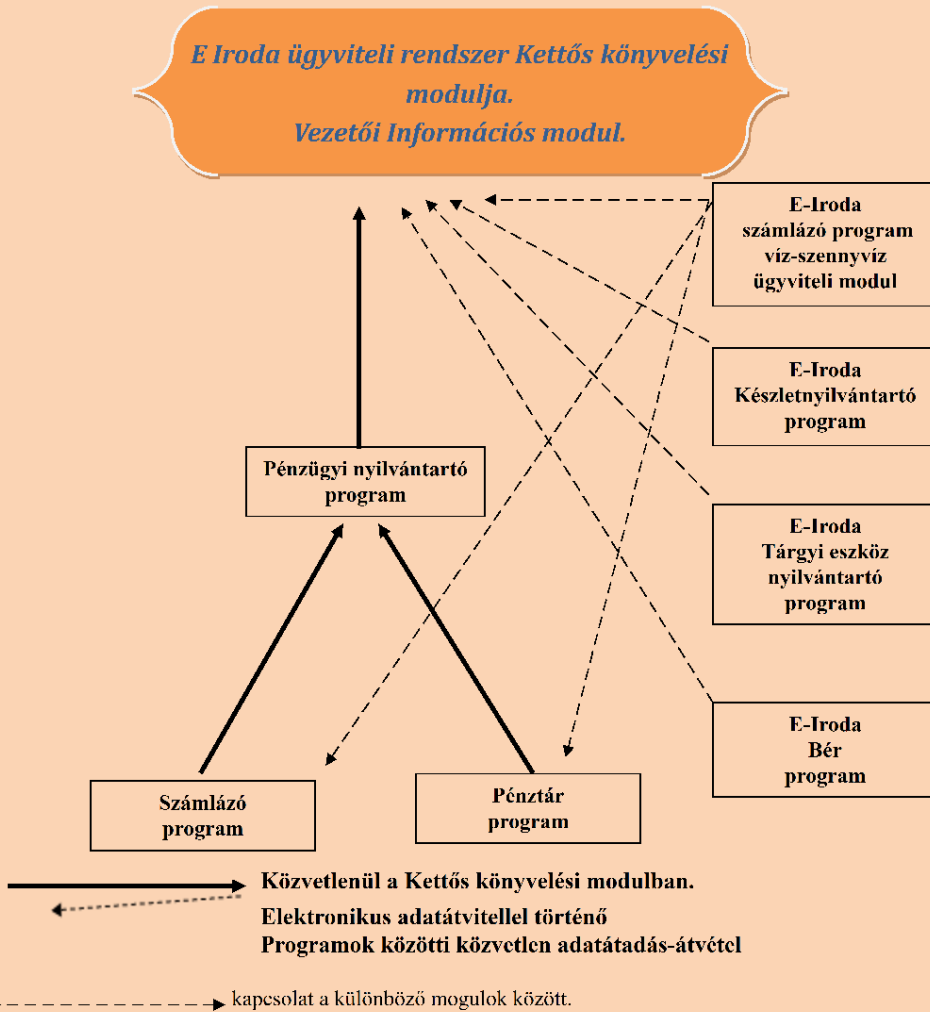 E Iroda ügyviteli rendszer Kettős könyvelési
modulja.
Vezetői Információs modul.
E-Iroda
számlázó program
víz-szennyvíz
ügyviteli modul
E-Iroda
Készletnyilvántartó
program
Pénzügyi nyilvántartó
program
E-Iroda
Tárgyi eszköz
nyilvántartó
program
E-Iroda
Bér
program
Számlázó
program
Pénztár
program
Közvetlenül a Kettős könyvelési modulban.
Elektronikus adatátvitellel történő
Programok közötti közvetlen adatátadás-átvétel
kapcsolat a különböző mogulok között.